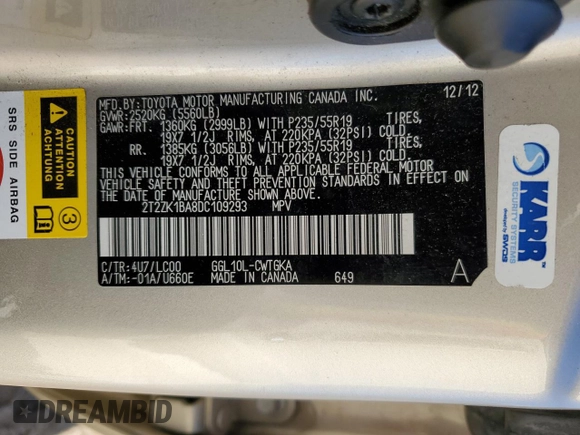 MFD.BY:TOYOTA MOTOR MANUFACTURING CANADA INC. 12/12
GVWR:2520KG (5560LB)
GAWR:FRT. 1360KG (2999LB) WITH P235/55R19 TIRES,
19X7 1/2J RIMS, AT 220KPA (32PSI) COLD.
RR. 1385KG (3056LB) WITH P235/55R19 TIRES,
19X7 1/2J RIMS, AT 220KPA (32PSI) COLD.
THIS VEHICLE CONFORMS TO ALL APPLICABLE FEDERAL MOTOR
VEHICLE SAFETY AND THEFT PREVENTION STANDARDS IN EFFECT ON
THE DATE OF MANUFACTURE SHOWN ABOVE.
2T2ZK1BA8DC109293 MPV
C/TR:4U7/LC00 GGL10L-CWTGKA
A/TM:-01A/U660E MADE IN CANADA 649 A
SRS SIDE AIRBAG
CAUTION
ATTENTION
ACHTUNG
3
KARR
SECURITY SYSTEMS
SWDS
TM
DREAMBID